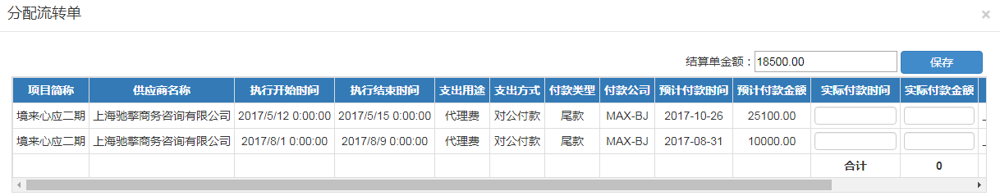 分配流转单
×
结算单金额：18500.00 保存
项目简称 供应商名称 执行开始时间 执行结束时间 支出用途 支出方式 付款类型 付款公司 预计付款时间 预计付款金额 实际付款时间 实际付款金额
境来心应二期 上海驰擎商务咨询有限公司 2017/5/12 0:00:00 2017/5/15 0:00:00 代理费 对公付款 尾款 MAX-BJ 2017-10-26 25100.00
境来心应二期 上海驰擎商务咨询有限公司 2017/8/1 0:00:00 2017/8/9 0:00:00 代理费 对公付款 尾款 MAX-BJ 2017-08-31 10000.00
合计 0